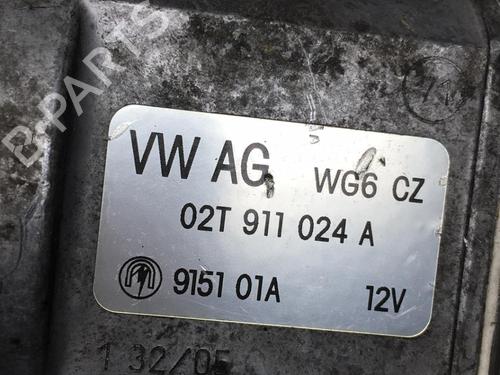 B-PARTS
VW AG WG6 CZ
02T 911 024 A
9151 01A 12V
1 32/05